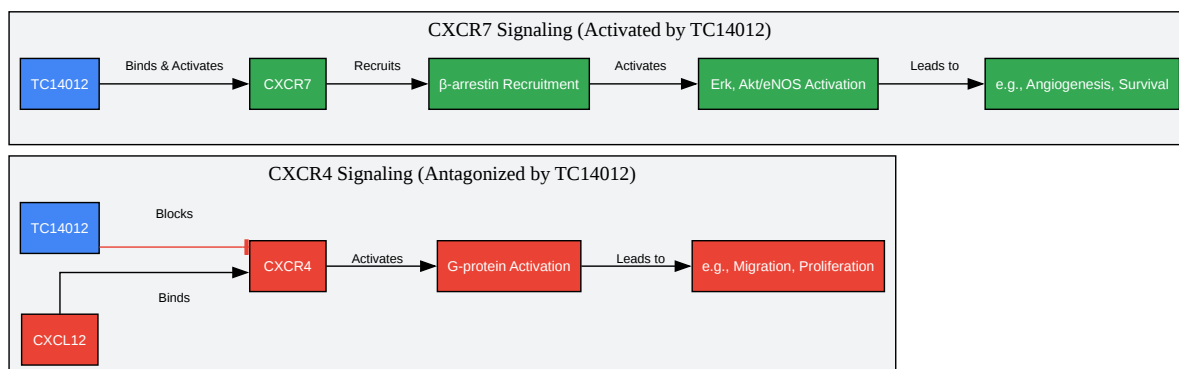 CXCR7 Signaling (Activated by TC14012)
TC14012
Binds & Activates
CXCR7
Recruits
β-arrestin Recruitment
Activates
Erk, Akt/eNOS Activation
Leads to
e.g., Angiogenesis, Survival
CXCR4 Signaling (Antagonized by TC14012)
TC14012
Blocks
CXCL12
Binds
CXCR4
Activates
G-protein Activation
Leads to
e.g., Migration, Proliferation